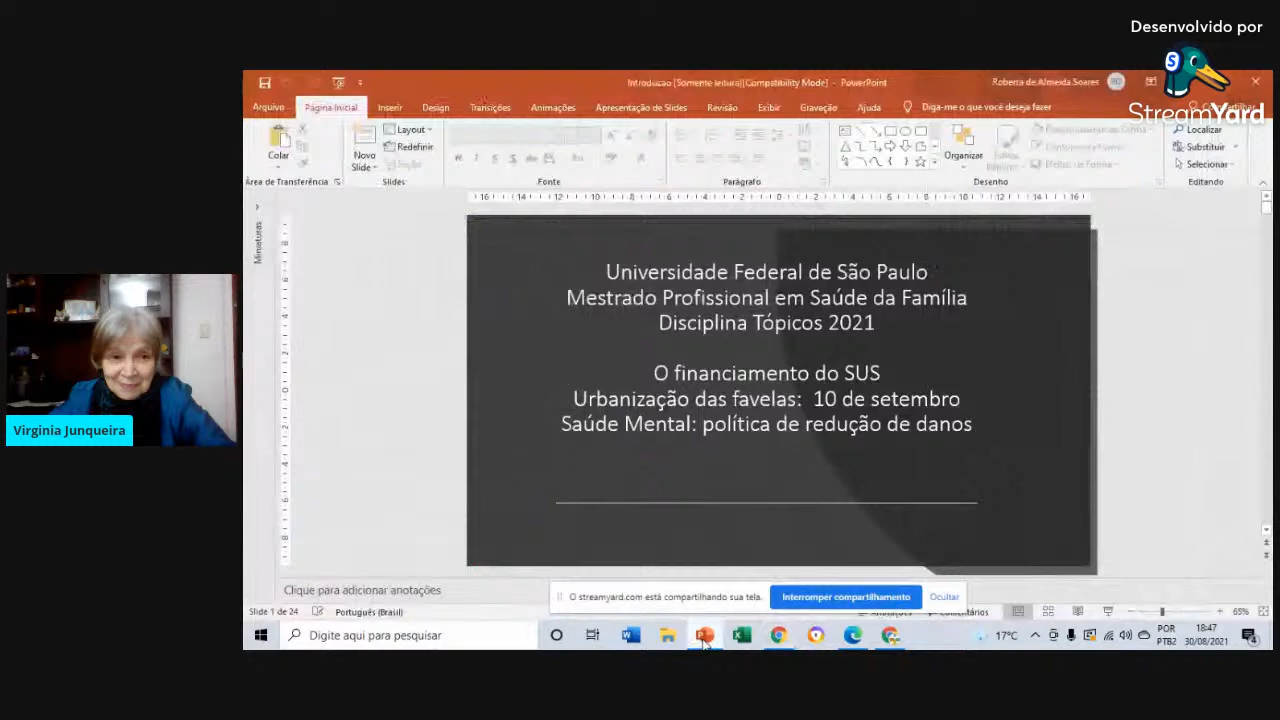 Desenvolvido por
StreamYard
Introducao [Somente leitura][Compatibility Mode] - PowerPoint
Roberta de Almeida Soares
Arquivo
Página Inicial
Inserir
Design
Transições
Animações
Apresentação de Slides
Revisão
Exibir
Gravação
Ajuda
Diga-me o que você deseja fazer
Colar
Novo
Slide
Layout
Redefinir
Organizar
Localizar
Substituir
Selecionar
Área de Transferência
Slides
Fonte
Parágrafo
Desenho
Editando
Miniaturas
Universidade Federal de São Paulo
Mestrado Profissional em Saúde da Família
Disciplina Tópicos 2021
O financiamento do SUS
Urbanização das favelas: 10 de setembro
Saúde Mental: política de redução de danos
Virgínia Junqueira
Clique para adicionar anotações
O streamyard.com está compartilhando sua tela.
Interromper compartilhamento
Ocultar
Slide 1 de 24
Português (Brasil)
65%
Digite aqui para pesquisar
17°C
POR
PTB2
18:47
30/08/2021
4